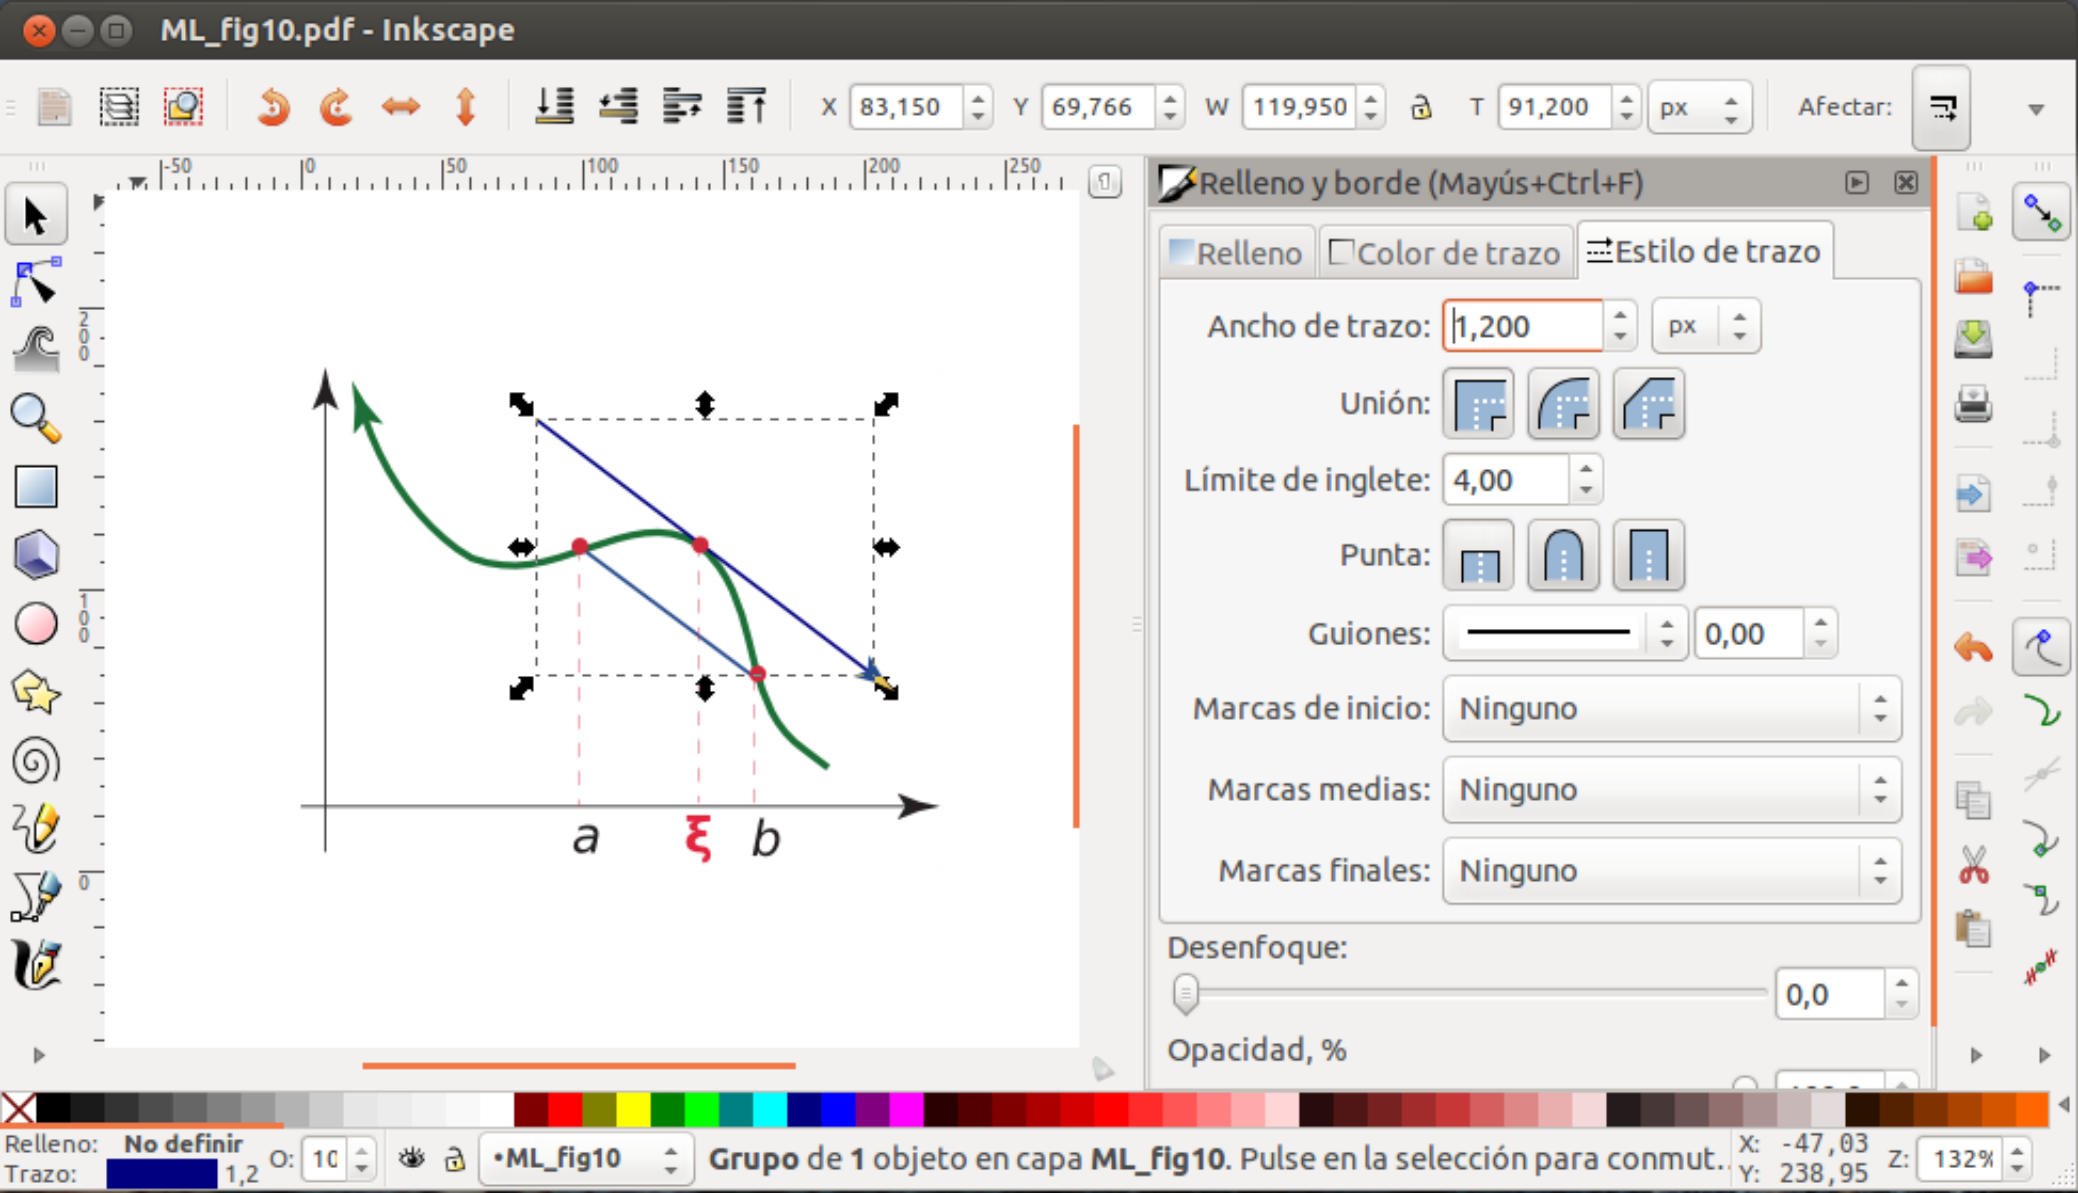 ML_fig10.pdf - Inkscape
X 83,150 Y 69,766 W 119,950 T 91,200 px Afectar:
-50 0 50 100 150 200 250
Relleno y borde (Mayús+Ctrl+F)
Relleno Color de trazo Estilo de trazo
Ancho de trazo: 1,200 px
Unión:
Límite de inglete: 4,00
Punta:
Guiones: 0,00
Marcas de inicio: Ninguno
Marcas medias: Ninguno
Marcas finales: Ninguno
Desenfoque:
0,0
Opacidad, %
200
100
0
a ξ b
Relleno: No definir
Trazo: 1,2
O: 10
•ML_fig10
Grupo de 1 objeto en capa ML_fig10. Pulse en la selección para conmut..
X: -47,03
Y: 238,95
Z: 132%